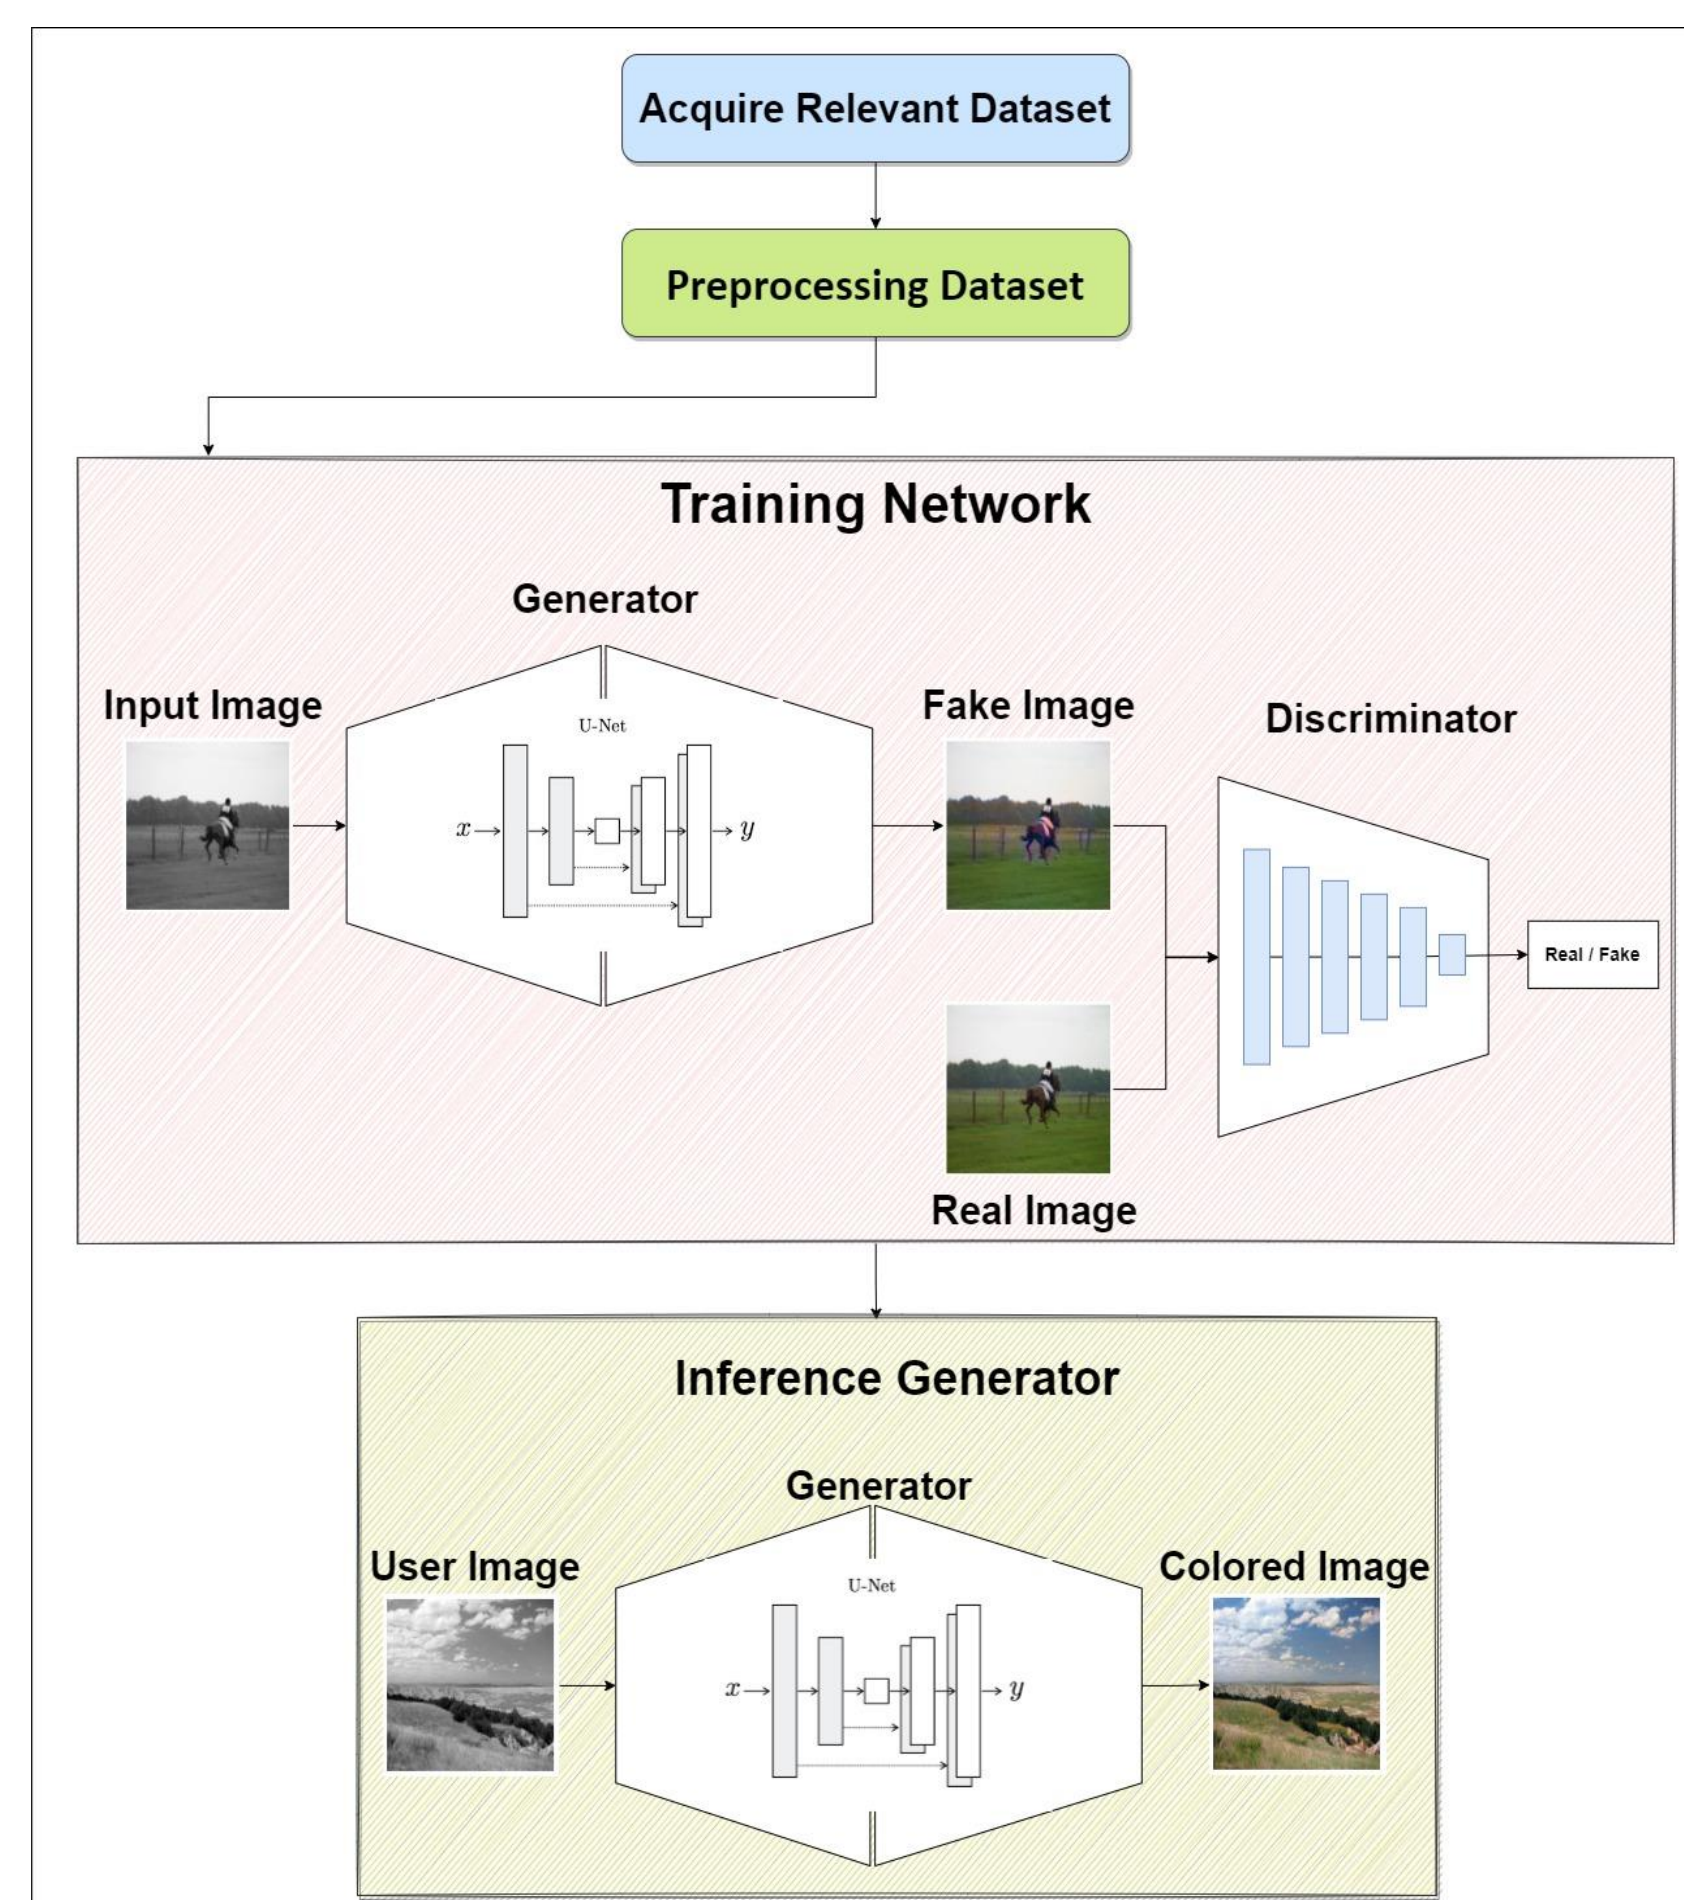 Acquire Relevant Dataset
Preprocessing Dataset
Training Network
Generator
Input Image
Fake Image
Discriminator
U-Net
x
y
Real / Fake
Real Image
Inference Generator
Generator
User Image
Colored Image
U-Net
x
y